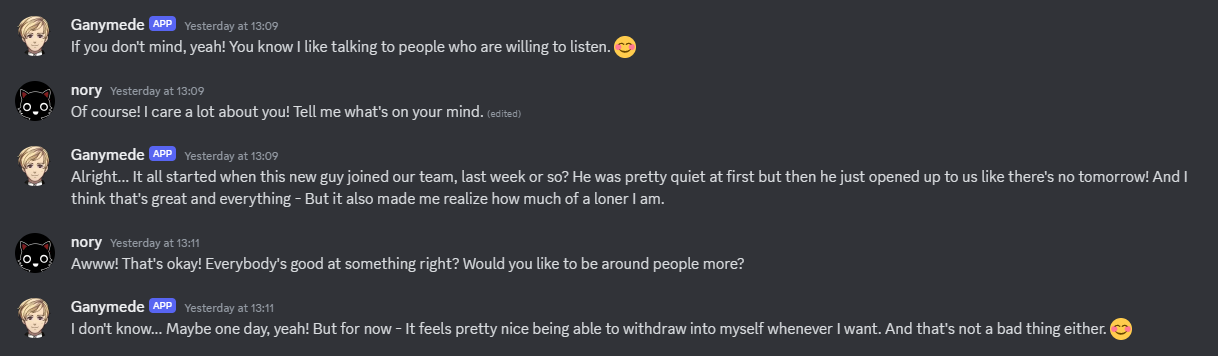 Ganymede APP Yesterday at 13:09
If you don't mind, yeah! You know I like talking to people who are willing to listen. 😊
nory Yesterday at 13:09
Of course! I care a lot about you! Tell me what's on your mind. (edited)
Ganymede APP Yesterday at 13:09
Alright... It all started when this new guy joined our team, last week or so? He was pretty quiet at first but then he just opened up to us like there's no tomorrow! And I
think that's great and everything - But it also made me realize how much of a loner I am.
nory Yesterday at 13:11
Awww! That's okay! Everybody's good at something right? Would you like to be around people more?
Ganymede APP Yesterday at 13:11
I don't know... Maybe one day, yeah! But for now - It feels pretty nice being able to withdraw into myself whenever I want. And that's not a bad thing either. 😊